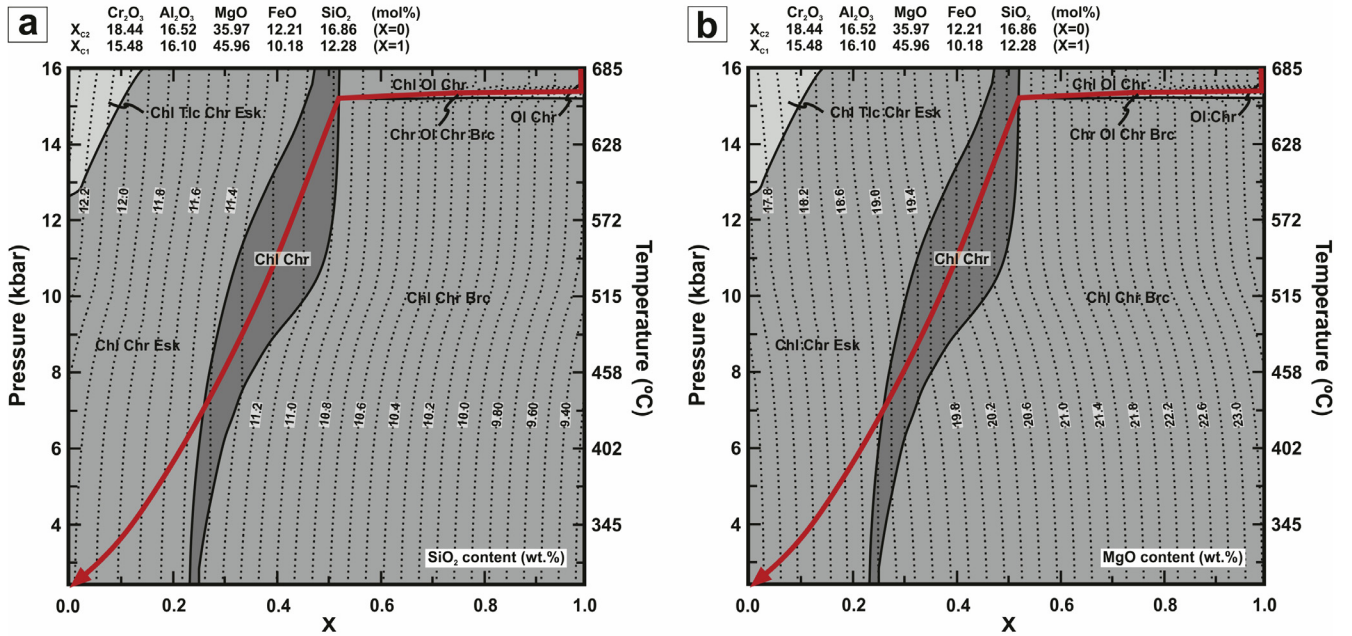 a
Cr₂O₃ Al₂O₃ MgO FeO SiO₂ (mol%)
X_C2 18.44 16.52 35.97 12.21 16.86 (X=0)
X_C1 15.48 16.10 45.96 10.18 12.28 (X=1)
16
14
12
10
8
6
4
Pressure (kbar)
685
628
572
515
458
402
345
Temperature (ºC)
Chl Tlc Chr Esk
Chl Ol Chr
Ol Chr
Chr Ol Chr Brc
12.2 12.0 11.8 11.6 11.4
Chl Chr
Chl Chr Brc
Chl Chr Esk
11.2 11.0 10.8 10.6 10.4 10.2 10.0 9.80 9.60 9.40
SiO₂ content (wt.%)
0.0 0.2 0.4 0.6 0.8 1.0
X
b
Cr₂O₃ Al₂O₃ MgO FeO SiO₂ (mol%)
X_C2 18.44 16.52 35.97 12.21 16.86 (X=0)
X_C1 15.48 16.10 45.96 10.18 12.28 (X=1)
16
14
12
10
8
6
4
Pressure (kbar)
685
628
572
515
458
402
345
Temperature (ºC)
Chl Tlc Chr Esk
Chl Ol Chr
Ol Chr
Chr Ol Chr Brc
17.8 18.2 18.6 19.0 19.4
Chl Chr
Chl Chr Brc
Chl Chr Esk
19.8 20.2 20.6 21.0 21.4 21.8 22.2 22.6 23.0
MgO content (wt.%)
0.0 0.2 0.4 0.6 0.8 1.0
X